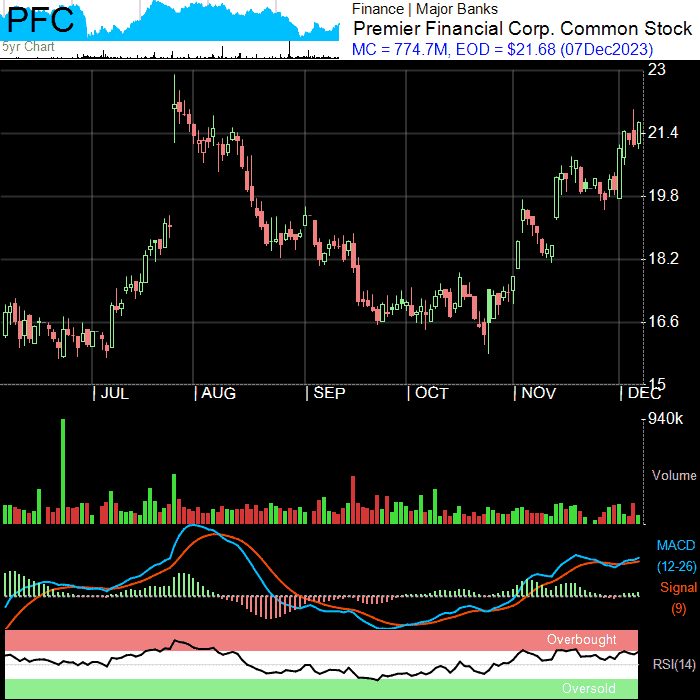 PFC
5yr Chart
Finance | Major Banks
Premier Financial Corp. Common Stock
MC = 774.7M, EOD = $21.68 (07Dec2023)
23
21.4
19.8
18.2
16.6
15
| JUL | AUG | SEP | OCT | NOV | DEC
940k
Volume
MACD
(12-26)
Signal
(9)
Overbought
RSI(14)
Oversold